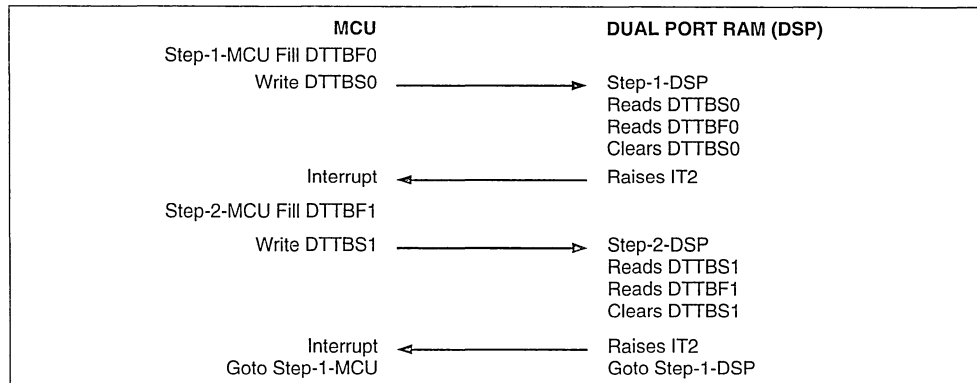 MCU DUAL PORT RAM (DSP)
Step-1-MCU Fill DTTBF0
Write DTTBS0 Step-1-DSP
Reads DTTBS0
Reads DTTBF0
Clears DTTBS0
Interrupt Raises IT2
Step-2-MCU Fill DTTBF1
Write DTTBS1 Step-2-DSP
Reads DTTBS1
Reads DTTBF1
Clears DTTBS1
Interrupt Raises IT2
Goto Step-1-MCU Goto Step-1-DSP